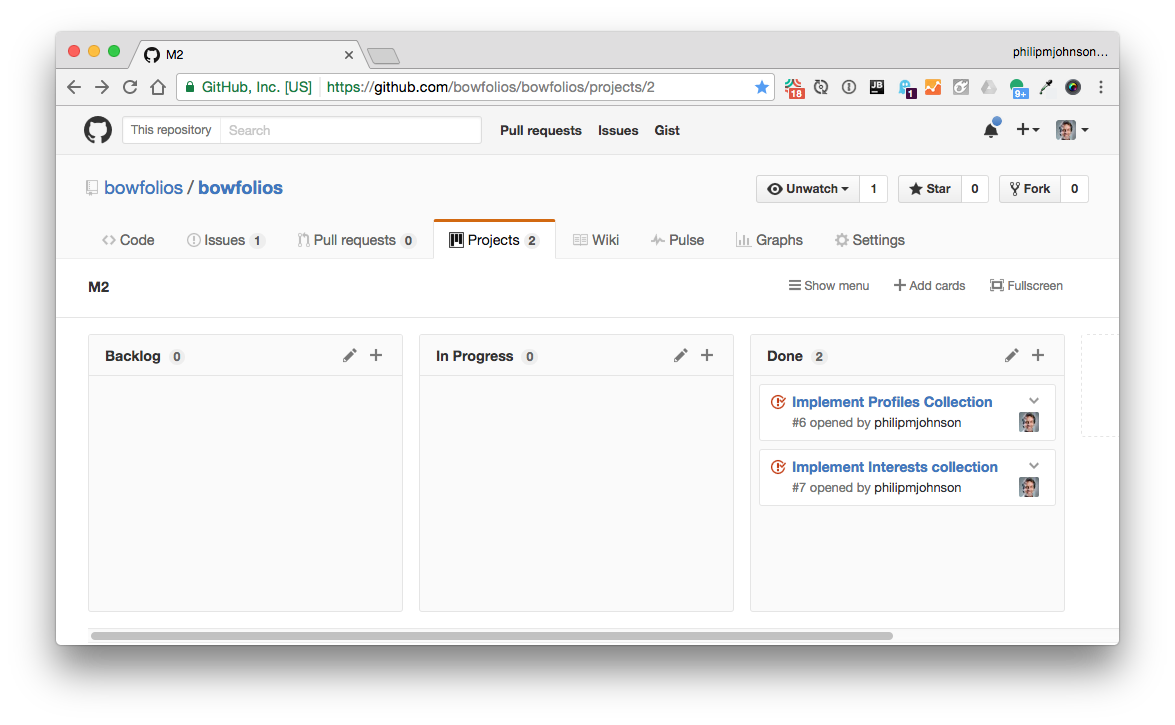 M2
philipmjohnson...
GitHub, Inc. [US] https://github.com/bowfolios/bowfolios/projects/2
18
JB
1
9+
This repository Search Pull requests Issues Gist
bowfolios / bowfolios
Unwatch 1 Star 0 Fork 0
Code Issues 1 Pull requests 0 Projects 2 Wiki Pulse Graphs Settings
M2 Show menu Add cards Fullscreen
Backlog 0 In Progress 0 Done 2
Implement Profiles Collection
#6 opened by philipmjohnson
Implement Interests collection
#7 opened by philipmjohnson